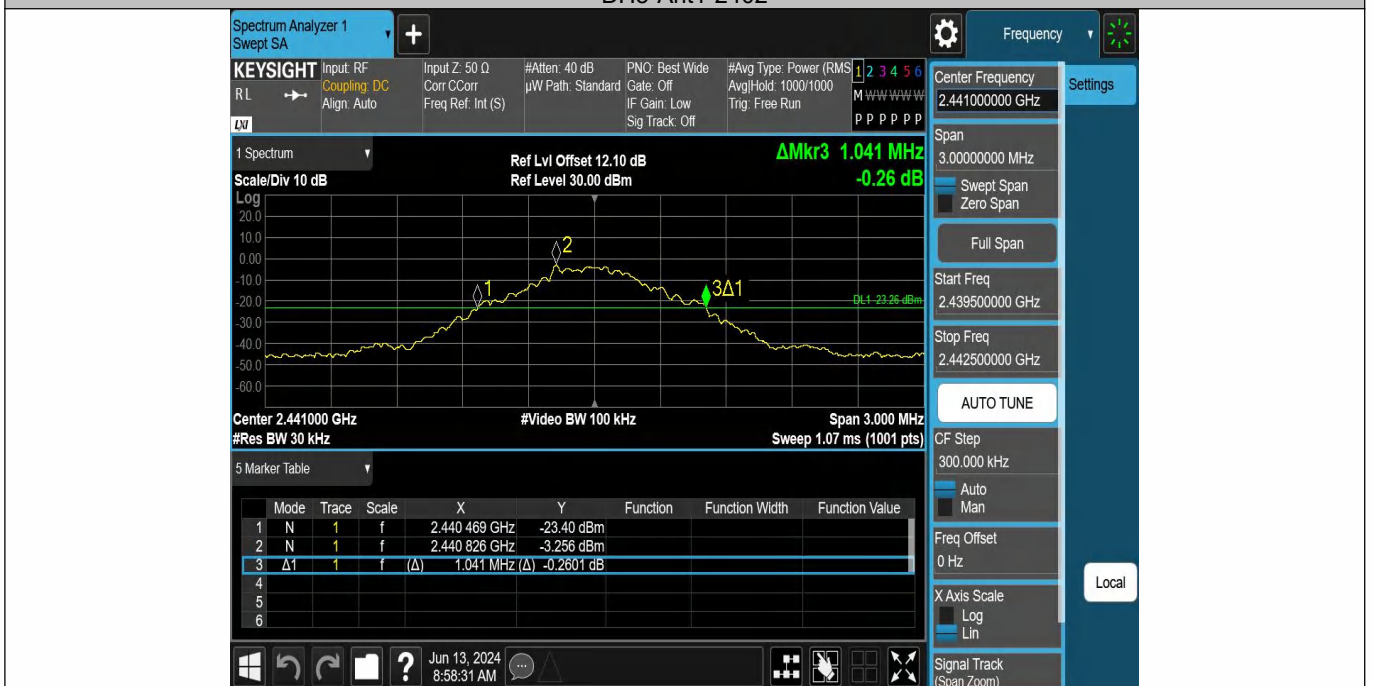 Spectrum Analyzer 1
Swept SA
+
Frequency
KEYSIGHT
RL
LXI
Input: RF
Coupling: DC
Align: Auto
Input Z: 50 Ω
Corr CCorr
Freq Ref: Int (S)
#Atten: 40 dB
µW Path: Standard
PNO: Best Wide
Gate: Off
IF Gain: Low
Sig Track: Off
#Avg Type: Power (RMS
Avg|Hold: 1000/1000
Trig: Free Run
1 2 3 4 5 6
M W W W W W
P P P P P P
Center Frequency
2.441000000 GHz
Settings
Span
3.00000000 MHz
Swept Span
Zero Span
Full Span
Start Freq
2.439500000 GHz
Stop Freq
2.442500000 GHz
AUTO TUNE
CF Step
300.000 kHz
Auto
Man
Freq Offset
0 Hz
X Axis Scale
Log
Lin
Signal Track
(Span Zoom)
Local
1 Spectrum
Scale/Div 10 dB
Ref Lvl Offset 12.10 dB
Ref Level 30.00 dBm
ΔMkr3 1.041 MHz
-0.26 dB
Log
20.0
10.0
0.00
-10.0
-20.0
-30.0
-40.0
-50.0
-60.0
1
2
3Δ1
DL1 -23.26 dBm
Center 2.441000 GHz
#Res BW 30 kHz
#Video BW 100 kHz
Span 3.000 MHz
Sweep 1.07 ms (1001 pts)
5 Marker Table
Mode Trace Scale X Y Function Function Width Function Value
1 N 1 f 2.440 469 GHz -23.40 dBm
2 N 1 f 2.440 826 GHz -3.256 dBm
3 Δ1 1 f (Δ) 1.041 MHz (Δ) -0.2601 dB
4
5
6
?
Jun 13, 2024
8:58:31 AM